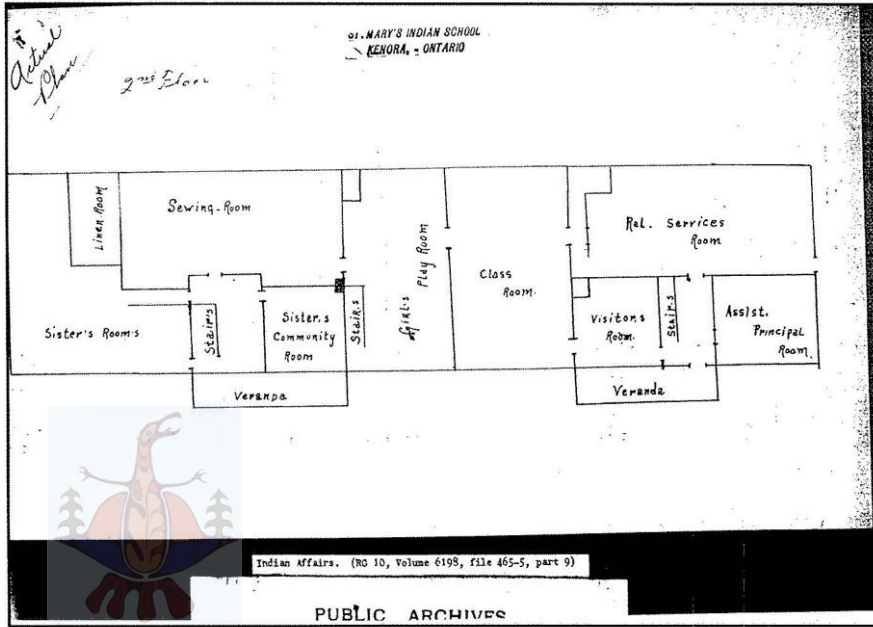 Actual
Plan
2nd Floor
ST. MARY'S INDIAN SCHOOL
KENORA, - ONTARIO
Linen Room
Sewing-Room
Girl's Play Room
Class
Room
Rel. Services
Room
Sister's Rooms
Stairs
Sister.s
Community
Room
Stairs
Visitors
Room
Stairs
Assist.
Principal
Room
Veranda
Veranda
Indian Affairs. (RG 10, Volume 6198, file 465-5, part 9)
PUBLIC ARCHIVES